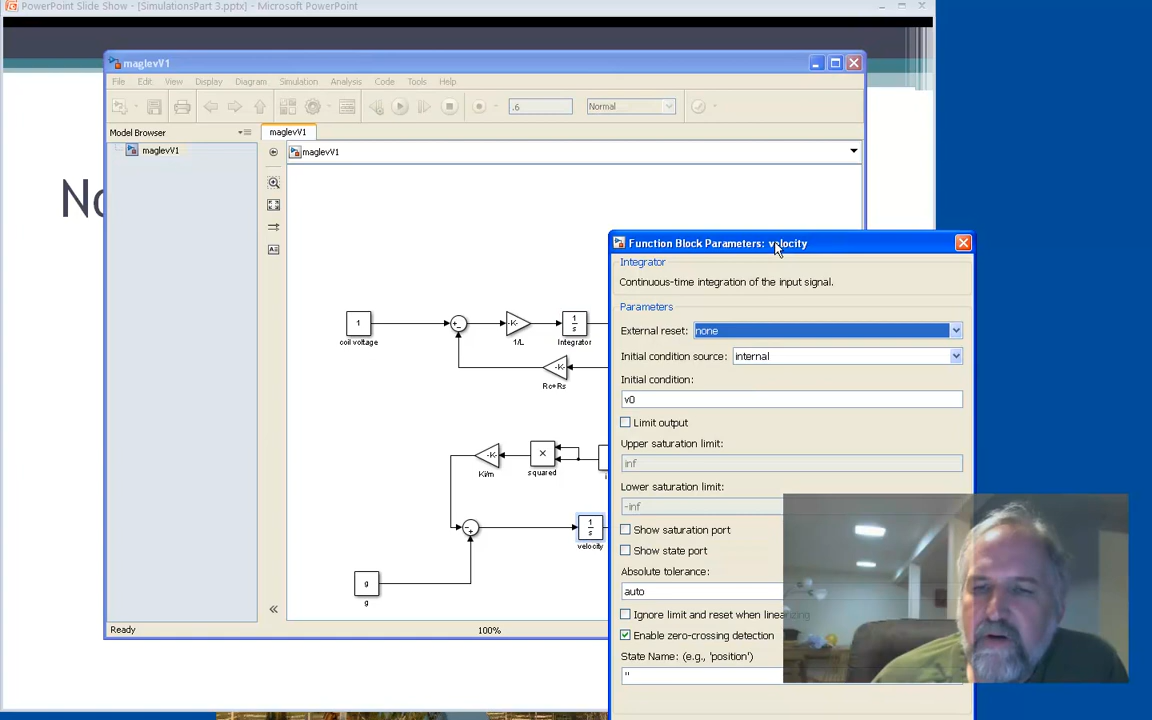 PowerPoint Slide Show - [SimulationsPart 3.pptx] - Microsoft PowerPoint
maglevV1
File Edit View Display Diagram Simulation Analysis Code Tools Help
.6 Normal
Model Browser
maglevV1
maglevV1
maglevV1
No
Function Block Parameters: velocity
Integrator
Continuous-time integration of the input signal.
Parameters
External reset: none
Initial condition source: internal
Initial condition:
v0
Limit output
Upper saturation limit:
inf
Lower saturation limit:
-inf
Show saturation port
Show state port
Absolute tolerance:
auto
Ignore limit and reset when linearizing
Enable zero-crossing detection
State Name: (e.g., 'position')
''
1
coil voltage
-K-
1/L
1
s
Integrator
-K-
Rc+Rs
-K-
Ki/m
×
squared
i
1
s
velocity
g
g
Ready
100%